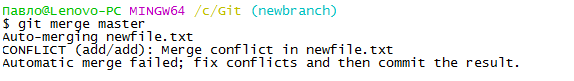 Павло@Lenovo-PC MINGW64 /c/Git (newbranch)
$ git merge master
Auto-merging newfile.txt
CONFLICT (add/add): Merge conflict in newfile.txt
Automatic merge failed; fix conflicts and then commit the result.